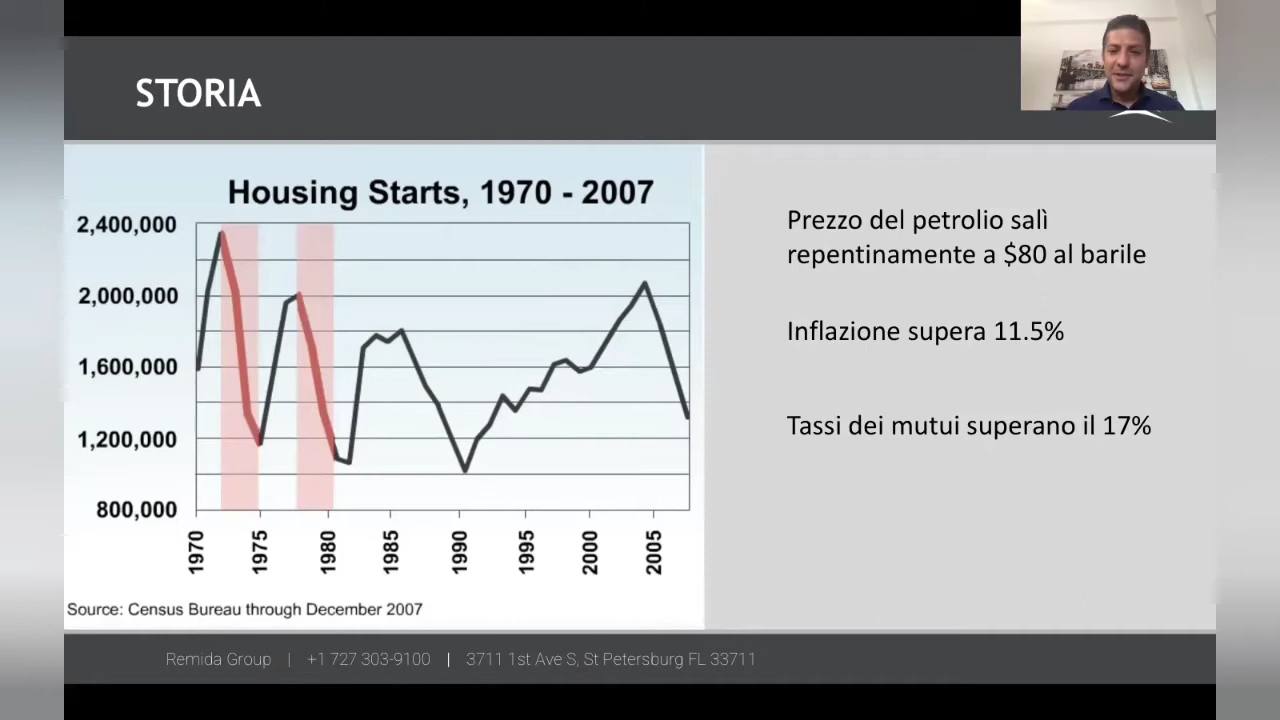 STORIA
Housing Starts, 1970 - 2007
2,400,000
2,000,000
1,600,000
1,200,000
800,000
1970
1975
1980
1985
1990
1995
2000
2005
Source: Census Bureau through December 2007
Prezzo del petrolio salì
repentinamente a $80 al barile
Inflazione supera 11.5%
Tassi dei mutui superano il 17%
Remida Group | +1 727 303-9100 | 3711 1st Ave S, St Petersburg FL 33711